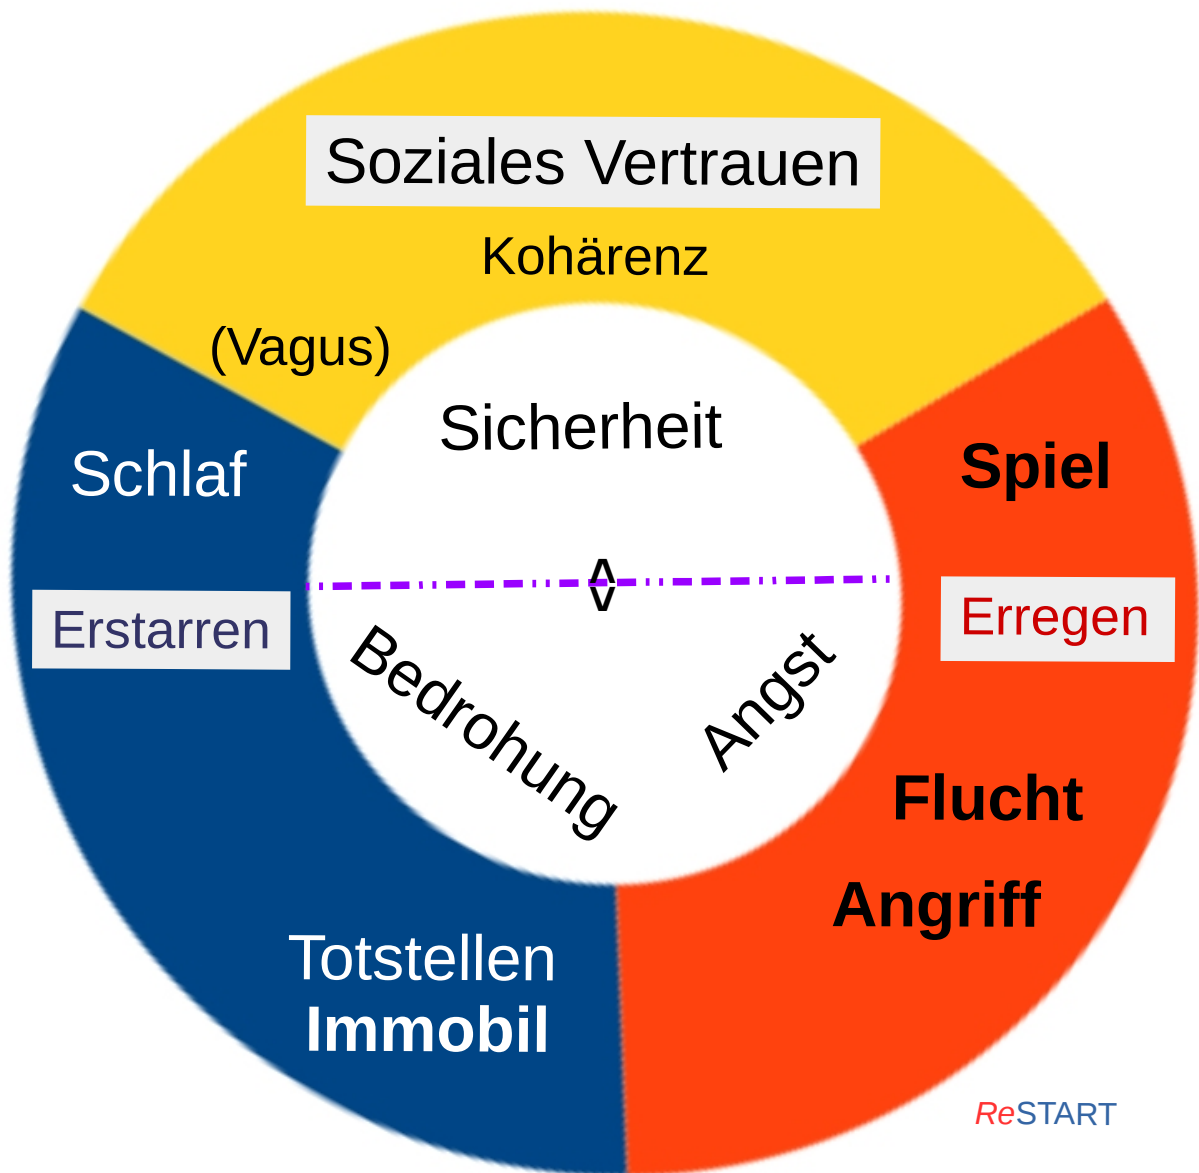 Soziales Vertrauen
Kohärenz
(Vagus)
Sicherheit
Schlaf
Spiel
< >
Erstarren
Erregen
Bedrohung
Angst
Flucht
Angriff
Totstellen
Immobil
ReSTART